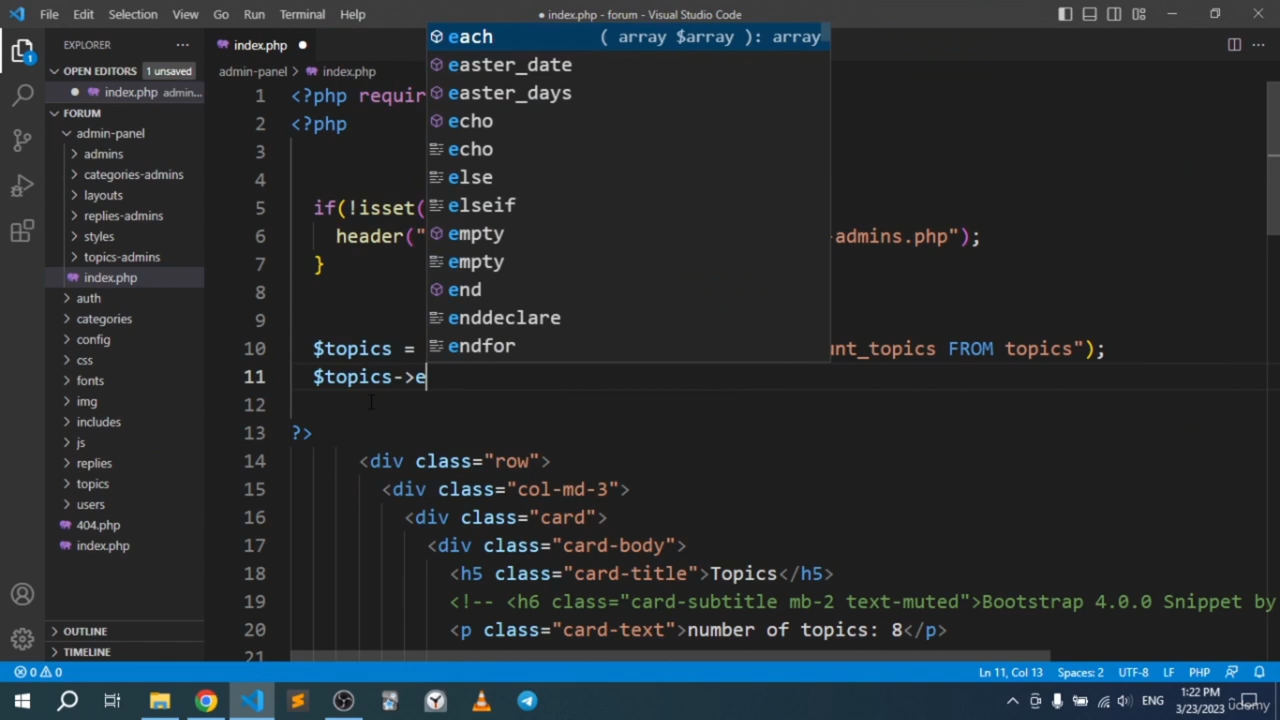 File Edit Selection View Go Run Terminal Help
index.php - forum - Visual Studio Code
EXPLORER
OPEN EDITORS 1 unsaved
index.php admin...
FORUM
admin-panel
admins
categories-admins
layouts
replies-admins
styles
topics-admins
index.php
auth
categories
config
css
fonts
img
includes
js
replies
topics
users
404.php
index.php
OUTLINE
TIMELINE
index.php
admin-panel > index.php
1 <?php requir
2 <?php
3
4
5 if(!isset(
6 header(" -admins.php");
7 }
8
9
10 $topics = nt_topics FROM topics");
11 $topics->e
12
13 ?>
14 <div class="row">
15 <div class="col-md-3">
16 <div class="card">
17 <div class="card-body">
18 <h5 class="card-title">Topics</h5>
19 <!-- <h6 class="card-subtitle mb-2 text-muted">Bootstrap 4.0.0 Snippet by
20 <p class="card-text">number of topics: 8</p>
21
each ( array $array ): array
easter_date
easter_days
echo
echo
else
elseif
empty
empty
end
enddeclare
endfor
0 0 Ln 11, Col 13 Spaces: 2 UTF-8 LF PHP
ENG 1:22 PM
3/23/2023
udemy